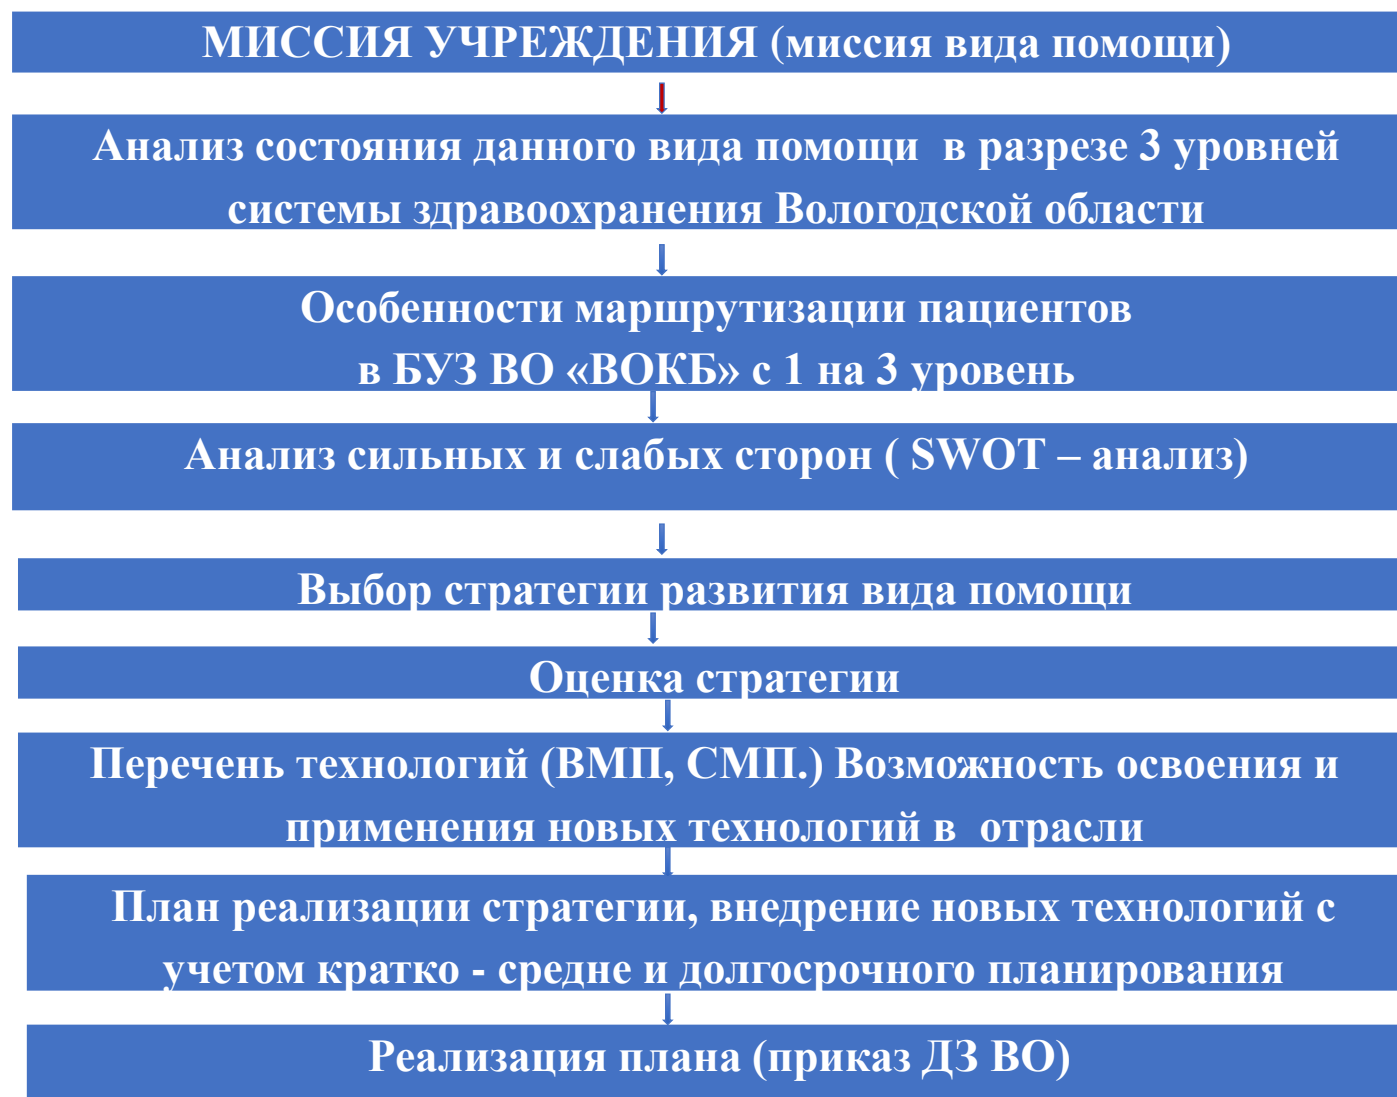 МИССИЯ УЧРЕЖДЕНИЯ (миссия вида помощи)
Анализ состояния данного вида помощи в разрезе 3 уровней
системы здравоохранения Вологодской области
Особенности маршрутизации пациентов
в БУЗ ВО «ВОКБ» с 1 на 3 уровень
Анализ сильных и слабых сторон ( SWOT – анализ)
Выбор стратегии развития вида помощи
Оценка стратегии
Перечень технологий (ВМП, СМП.) Возможность освоения и
применения новых технологий в отрасли
План реализации стратегии, внедрение новых технологий с
учетом кратко - средне и долгосрочного планирования
Реализация плана (приказ ДЗ ВО)